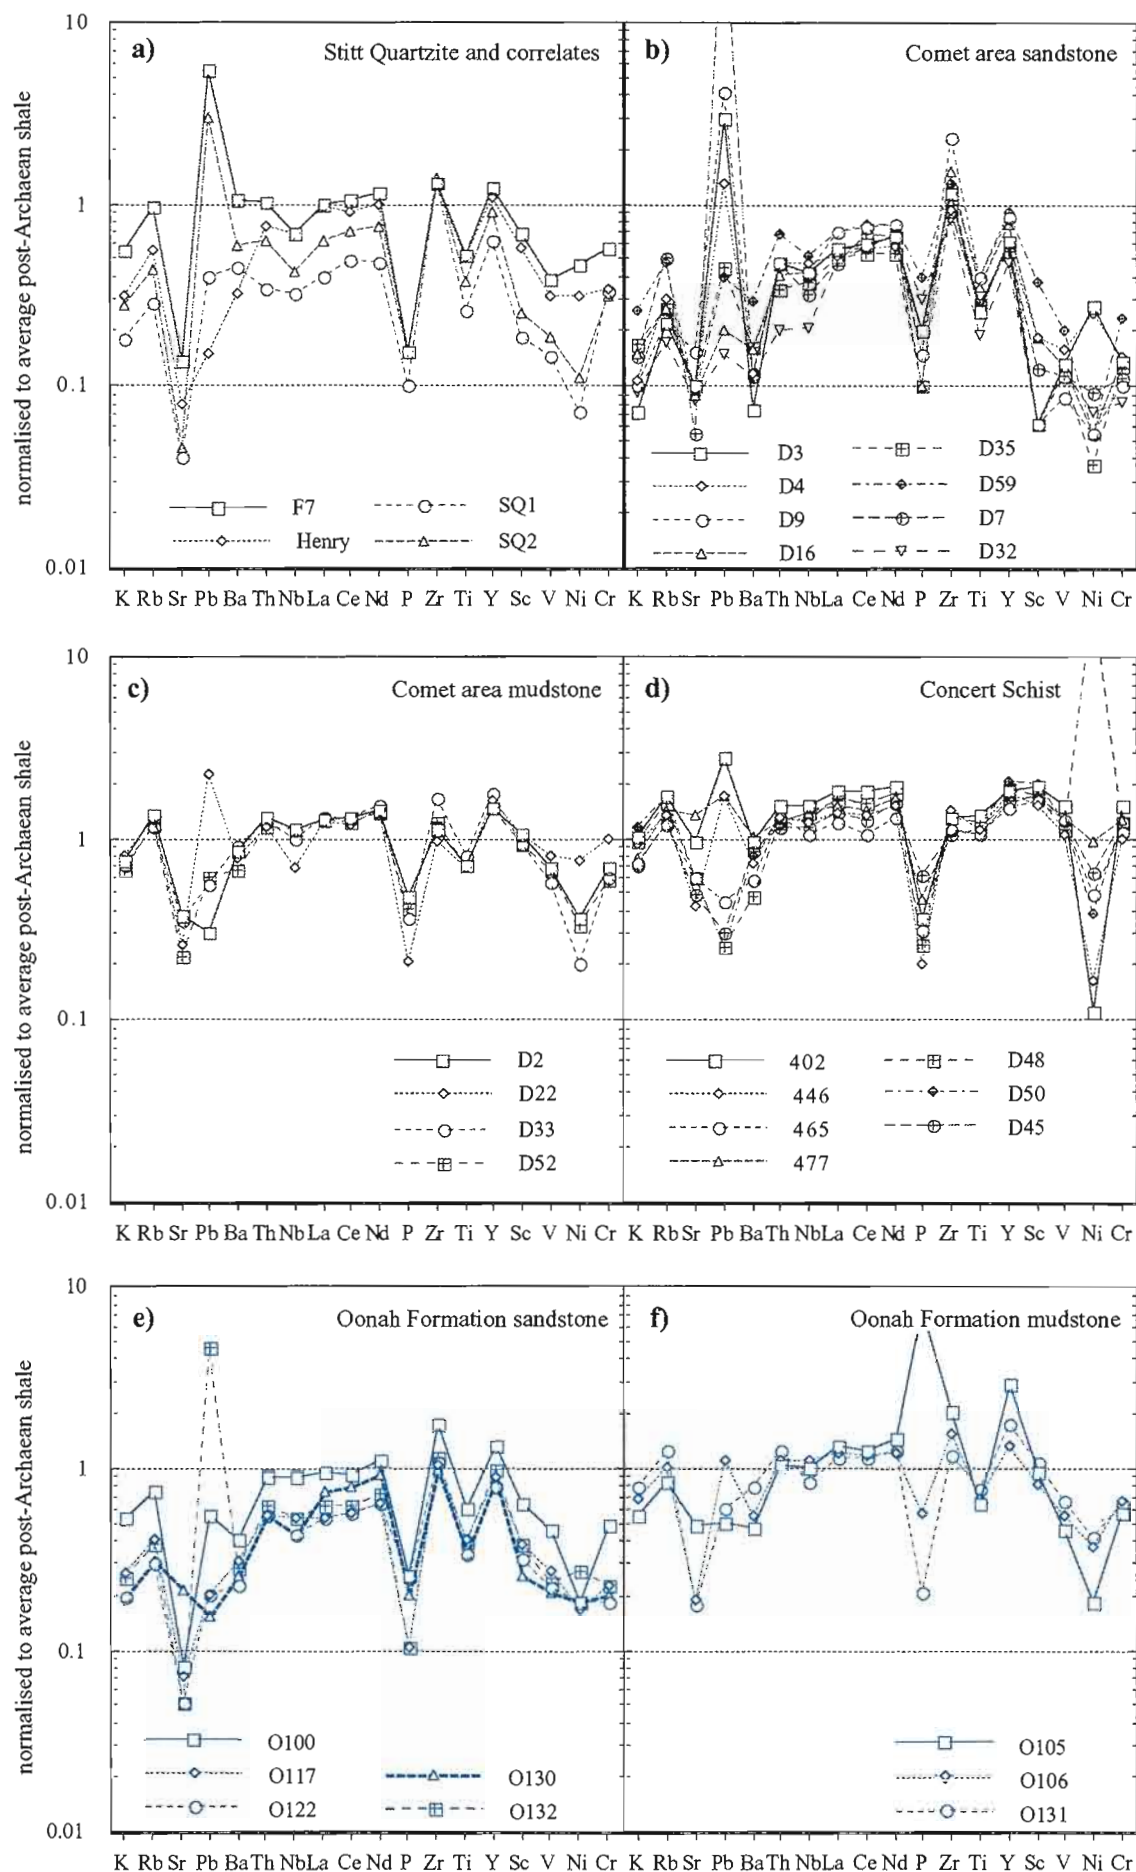 a) Stitt Quartzite and correlates
b) Comet area sandstone
normalised to average post-Archaean shale
10
1
0.1
0.01
F7
Henry
SQ1
SQ2
D3
D4
D9
D16
D35
D59
D7
D32
K Rb Sr Pb Ba Th Nb La Ce Nd P Zr Ti Y Sc V Ni Cr
K Rb Sr Pb Ba Th Nb La Ce Nd P Zr Ti Y Sc V Ni Cr
c) Comet area mudstone
d) Concert Schist
normalised to average post-Archaean shale
10
1
0.1
0.01
D2
D22
D33
D52
402
446
465
477
D48
D50
D45
K Rb Sr Pb Ba Th Nb La Ce Nd P Zr Ti Y Sc V Ni Cr
K Rb Sr Pb Ba Th Nb La Ce Nd P Zr Ti Y Sc V Ni Cr
e) Oonah Formation sandstone
f) Oonah Formation mudstone
normalised to average post-Archaean shale
10
1
0.1
0.01
O100
O117
O122
O130
O132
O105
O106
O131
K Rb Sr Pb Ba Th Nb La Ce Nd P Zr Ti Y Sc V Ni Cr
K Rb Sr Pb Ba Th Nb La Ce Nd P Zr Ti Y Sc V Ni Cr